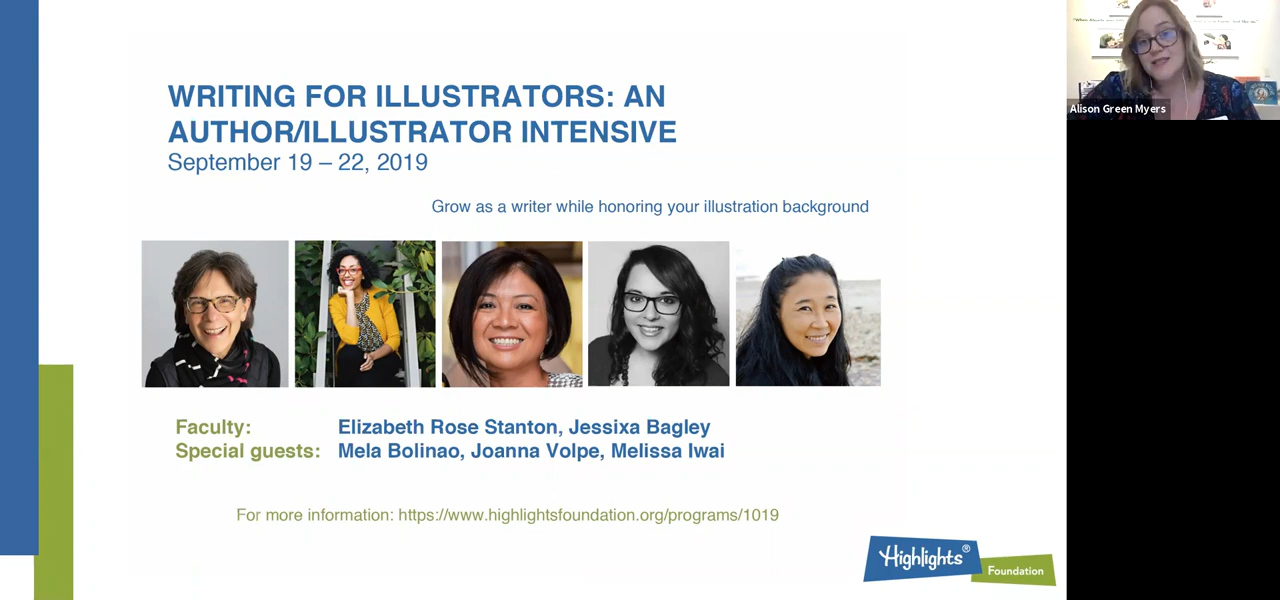 WRITING FOR ILLUSTRATORS: AN
AUTHOR/ILLUSTRATOR INTENSIVE
September 19 – 22, 2019
Grow as a writer while honoring your illustration background
Faculty: Elizabeth Rose Stanton, Jessixa Bagley
Special guests: Mela Bolinao, Joanna Volpe, Melissa Iwai
For more information: https://www.highlightsfoundation.org/programs/1019
Highlights®
Foundation
Alison Green Myers